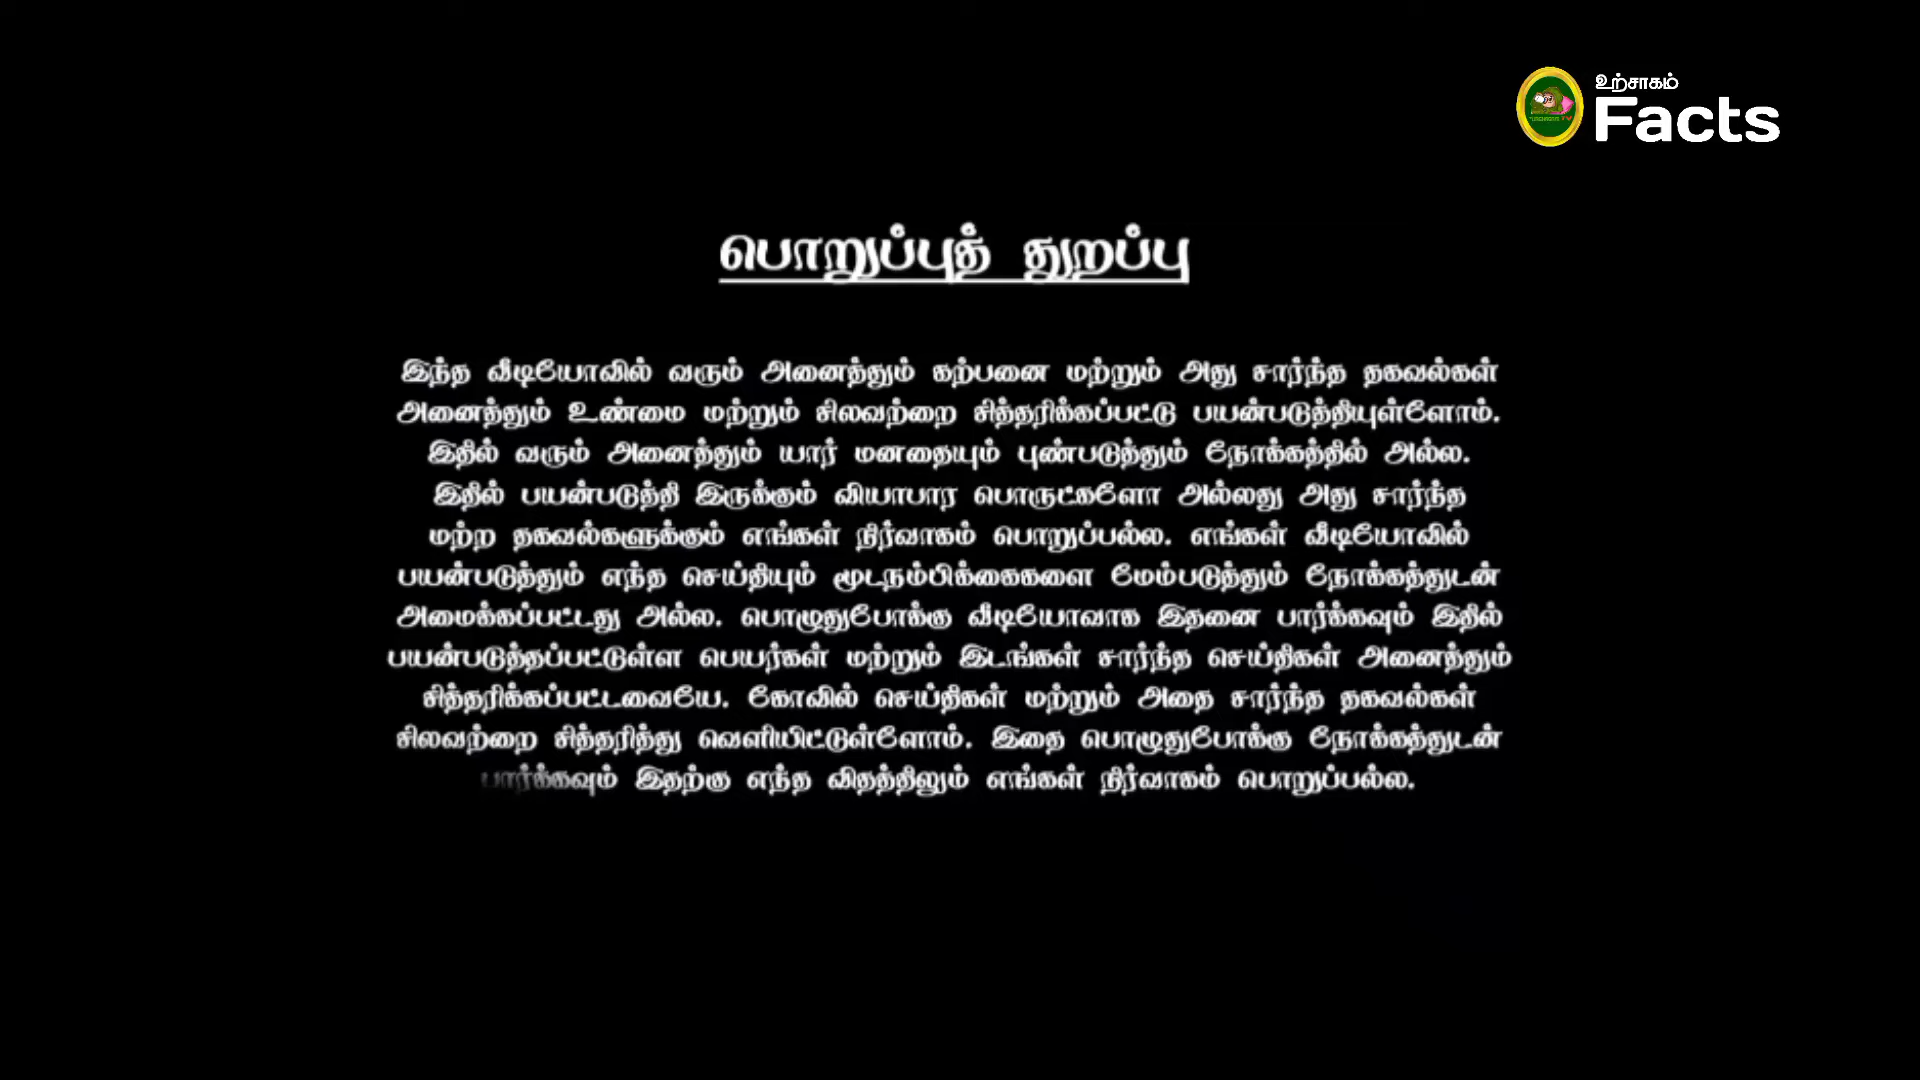 உற்சாகம்
Facts
பொறுப்புத் துறப்பு
இந்த வீடியோவில் வரும் அனைத்தும் கற்பனை மற்றும் அது சார்ந்த தகவல்கள்
அனைத்தும் உண்மை மற்றும் சிலவற்றை சித்தரிக்கப்பட்டு பயன்படுத்தியுள்ளோம்.
இதில் வரும் அனைத்தும் யார் மனதையும் புண்படுத்தும் நோக்கத்தில் அல்ல.
இதில் பயன்படுத்தி இருக்கும் வியாபார பொருட்களோ அல்லது அது சார்ந்த
மற்ற தகவல்களுக்கும் எங்கள் நிர்வாகம் பொறுப்பல்ல. எங்கள் வீடியோவில்
பயன்படுத்தும் எந்த செய்தியும் மூடநம்பிக்கைகளை மேம்படுத்தும் நோக்கத்துடன்
அமைக்கப்பட்டது அல்ல. பொழுதுபோக்கு வீடியோவாக இதனை பார்க்கவும் இதில்
பயன்படுத்தப்பட்டுள்ள பெயர்கள் மற்றும் இடங்கள் சார்ந்த செய்திகள் அனைத்தும்
சித்தரிக்கப்பட்டவையே. கோவில் செய்திகள் மற்றும் அதை சார்ந்த தகவல்கள்
சிலவற்றை சித்தரித்து வெளியிட்டுள்ளோம். இதை பொழுதுபோக்கு நோக்கத்துடன்
பார்க்கவும் இதற்கு எந்த விதத்திலும் எங்கள் நிர்வாகம் பொறுப்பல்ல.